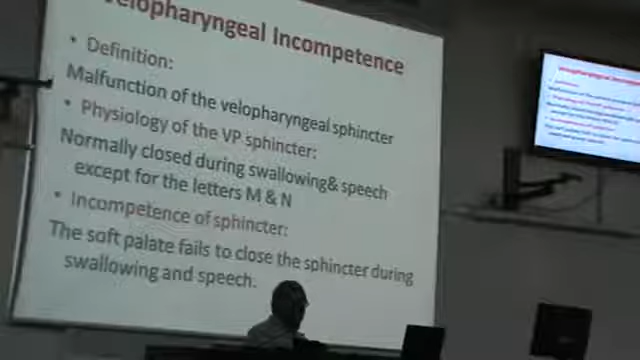 Velopharyngeal Incompetence
• Definition:
Malfunction of the velopharyngeal sphincter
• Physiology of the VP sphincter:
Normally closed during swallowing& speech
except for the letters M & N
• Incompetence of sphincter:
The soft palate fails to close the sphincter during
swallowing and speech.